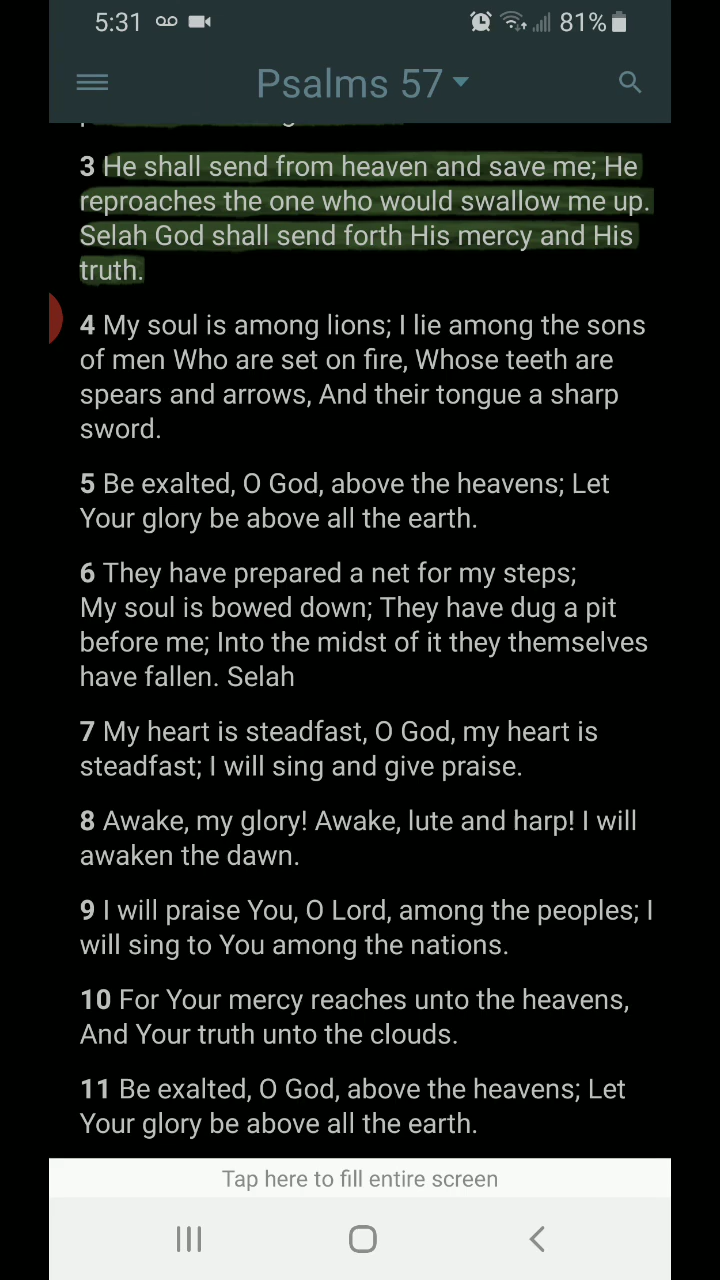 5:31 81%
Psalms 57
3 He shall send from heaven and save me; He
reproaches the one who would swallow me up.
Selah God shall send forth His mercy and His
truth.
4 My soul is among lions; I lie among the sons
of men Who are set on fire, Whose teeth are
spears and arrows, And their tongue a sharp
sword.
5 Be exalted, O God, above the heavens; Let
Your glory be above all the earth.
6 They have prepared a net for my steps;
My soul is bowed down; They have dug a pit
before me; Into the midst of it they themselves
have fallen. Selah
7 My heart is steadfast, O God, my heart is
steadfast; I will sing and give praise.
8 Awake, my glory! Awake, lute and harp! I will
awaken the dawn.
9 I will praise You, O Lord, among the peoples; I
will sing to You among the nations.
10 For Your mercy reaches unto the heavens,
And Your truth unto the clouds.
11 Be exalted, O God, above the heavens; Let
Your glory be above all the earth.
Tap here to fill entire screen